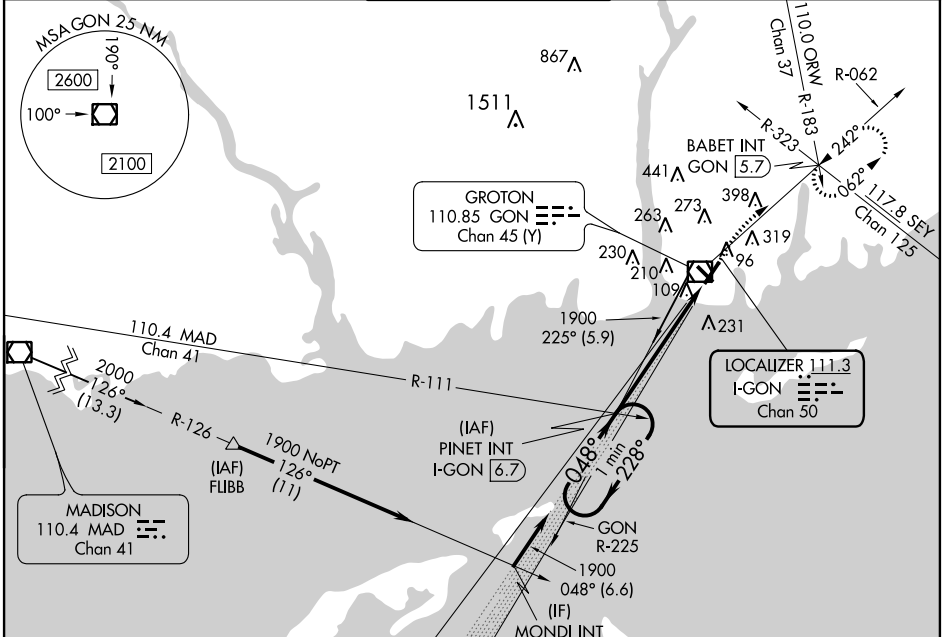 MSA GON 25 NM
190°
2600
100°
2100
867
1511
110.0 ORW
Chan 37
R-183
R-062
R-323
242°
062°
BABET INT
GON 5.7
117.8 SEY
Chan 125
441
398
273
263
319
230
210
96
109
231
GROTON
110.85 GON
Chan 45 (Y)
1900
225° (5.9)
110.4 MAD
Chan 41
R-111
LOCALIZER 111.3
I-GON
Chan 50
2000
126°
(13.3)
R-126
(IAF)
FLIBB
1900 NoPT
126°
(11)
(IAF)
PINET INT
I-GON 6.7
048°
1 min
228°
MADISON
110.4 MAD
Chan 41
GON
R-225
1900
048° (6.6)
(IF)
MONDI INT